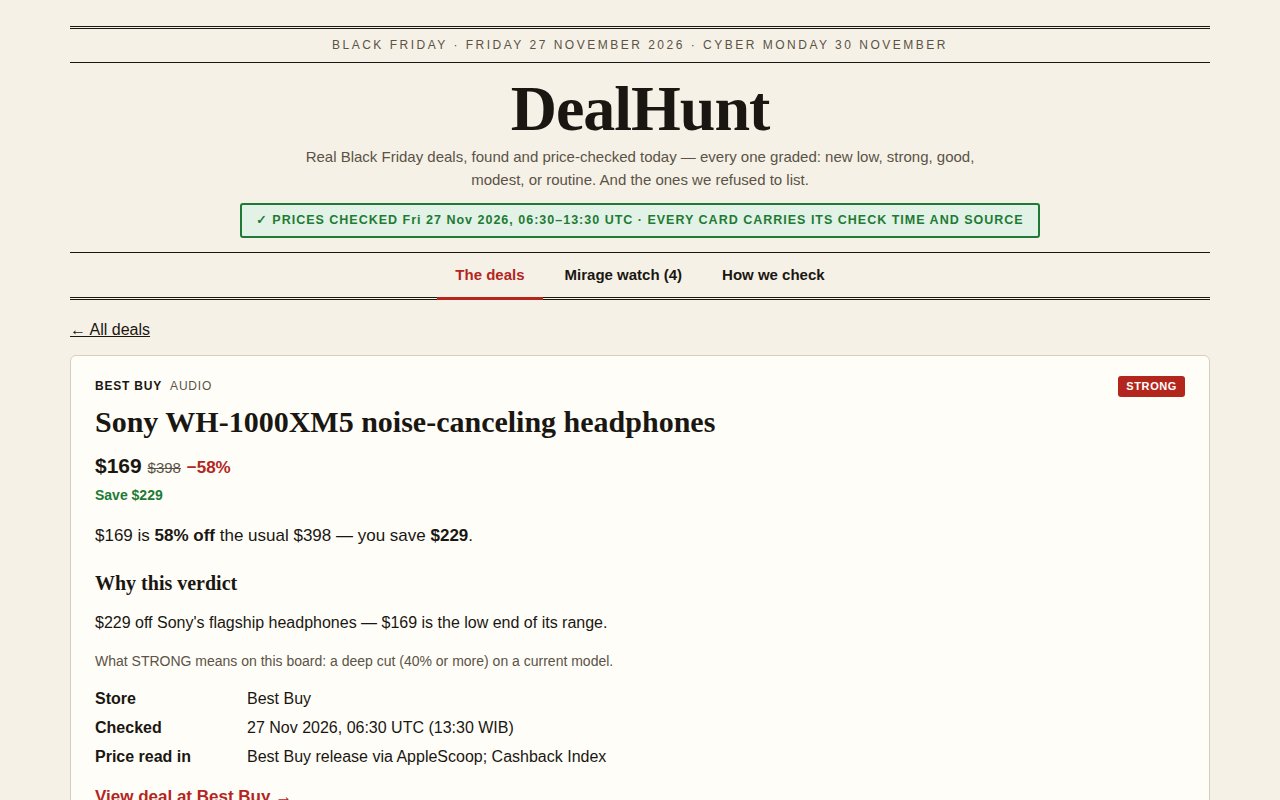 BLACK FRIDAY · FRIDAY 27 NOVEMBER 2026 · CYBER MONDAY 30 NOVEMBER
DealHunt
Real Black Friday deals, found and price-checked today — every one graded: new low, strong, good,
modest, or routine. And the ones we refused to list.
✓ PRICES CHECKED Fri 27 Nov 2026, 06:30–13:30 UTC · EVERY CARD CARRIES ITS CHECK TIME AND SOURCE
The deals Mirage watch (4) How we check
← All deals
BEST BUY AUDIO STRONG
Sony WH-1000XM5 noise-canceling headphones
$169 $398 −58%
Save $229
$169 is 58% off the usual $398 — you save $229.
Why this verdict
$229 off Sony's flagship headphones — $169 is the low end of its range.
What STRONG means on this board: a deep cut (40% or more) on a current model.
Store Best Buy
Checked 27 Nov 2026, 06:30 UTC (13:30 WIB)
Price read in Best Buy release via AppleScoop; Cashback Index
View deal at Best Buy →